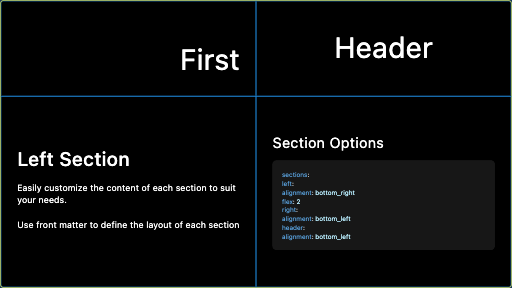 First
Header
Left Section
Easily customize the content of each section to suit
your needs.
Use front matter to define the layout of each section
Section Options
sections:
left:
alignment: bottom_right
flex: 2
right:
alignment: bottom_left
header:
alignment: bottom_left